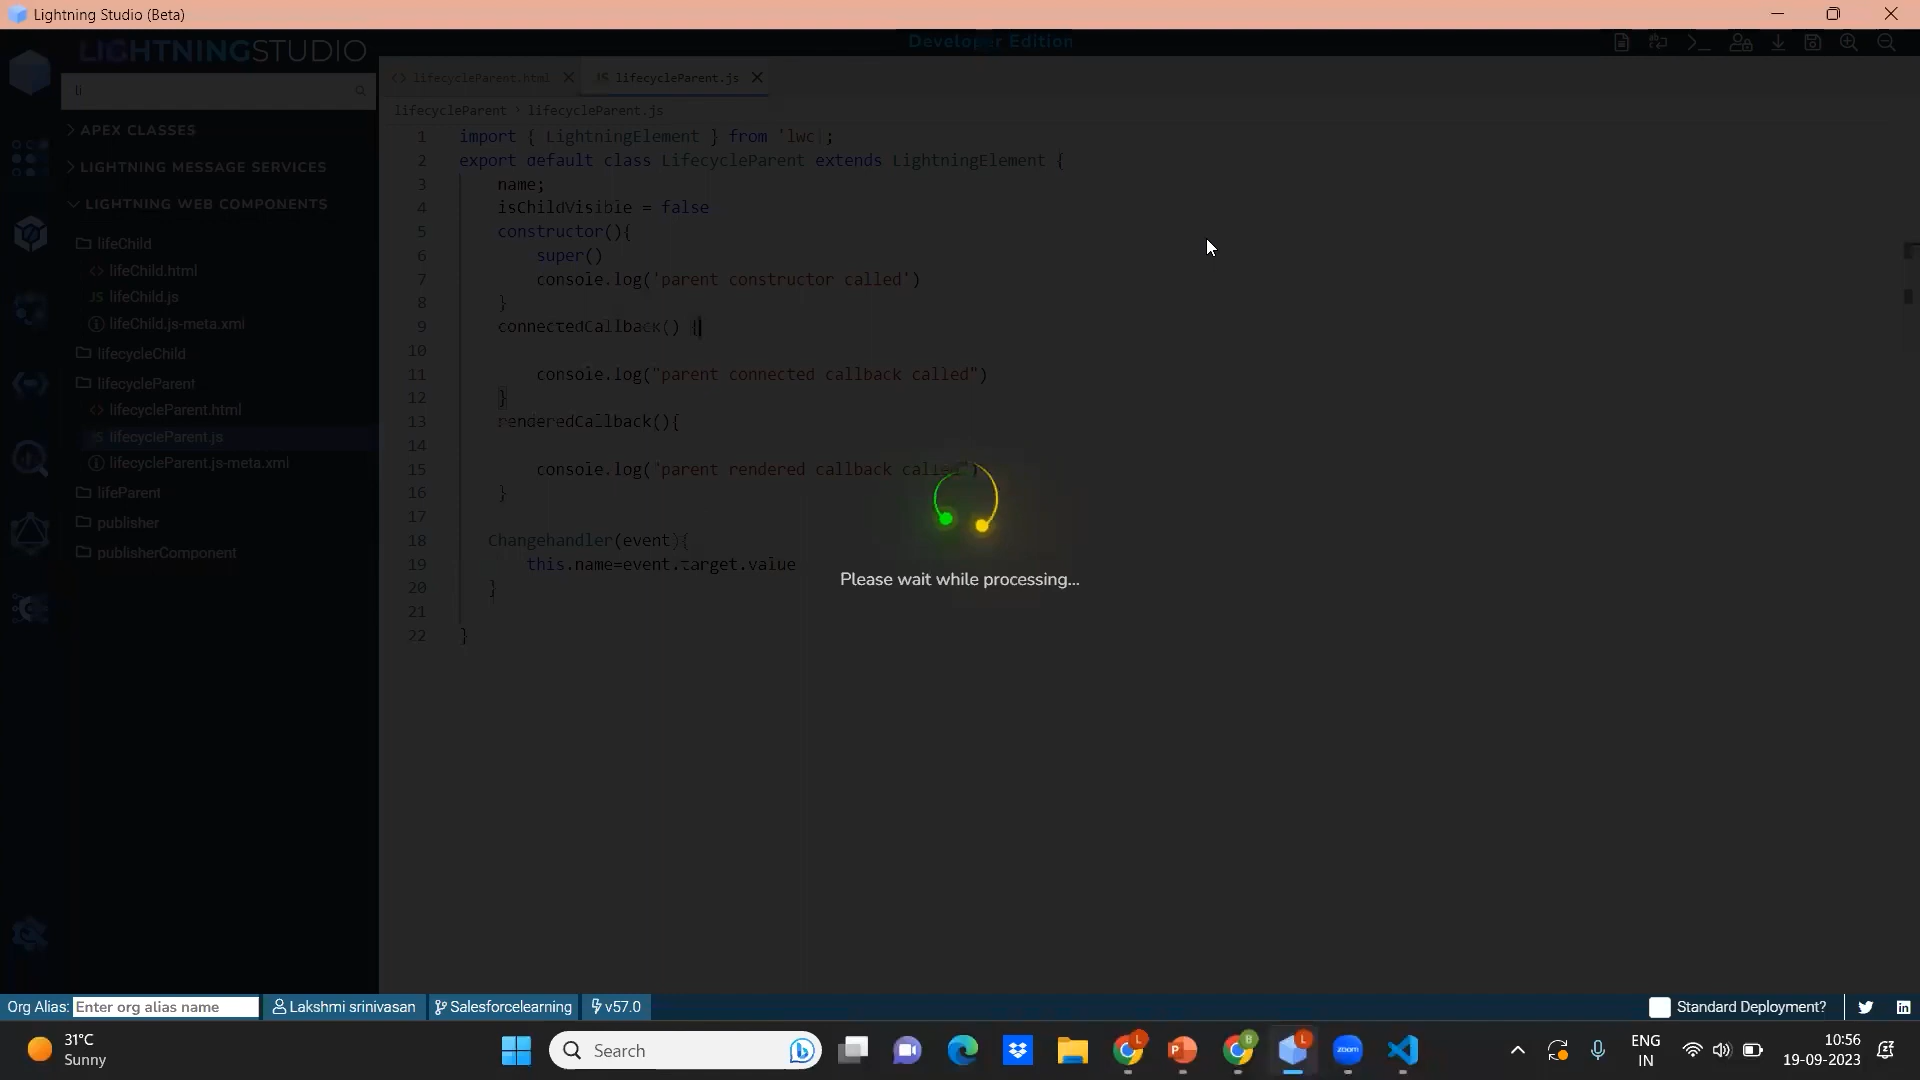 Lightning Studio (Beta)
LIGHTNINGSTUDIO
Developer Edition
li
APEX CLASSES
LIGHTNING MESSAGE SERVICES
LIGHTNING WEB COMPONENTS
lifeChild
<> lifeChild.html
JS lifeChild.js
lifeChild.js-meta.xml
lifecycleChild
lifecycleParent
<> lifecycleParent.html
JS lifecycleParent.js
lifecycleParent.js-meta.xml
lifeParent
publisher
publisherComponent
<> lifecycleParent.html
JS lifecycleParent.js
lifecycleParent > lifecycleParent.js
1 import { LightningElement } from 'lwc';
2 export default class LifecycleParent extends LightningElement {
3 name;
4 isChildVisible = false
5 constructor(){
6 super()
7 console.log('parent constructor called')
8 }
9 connectedCallback() {
10
11 console.log("parent connected callback called")
12 }
13 renderedCallback(){
14
15 console.log("parent rendered callback called")
16 }
17
18 Changehandler(event){
19 this.name=event.target.value
20 }
21
22 }
Please wait while processing...
Org Alias: Enter org alias name
Lakshmi srinivasan
Salesforcelearning
v57.0
Standard Deployment?
31°C
Sunny
Search
zoom
ENG
IN
10:56
19-09-2023